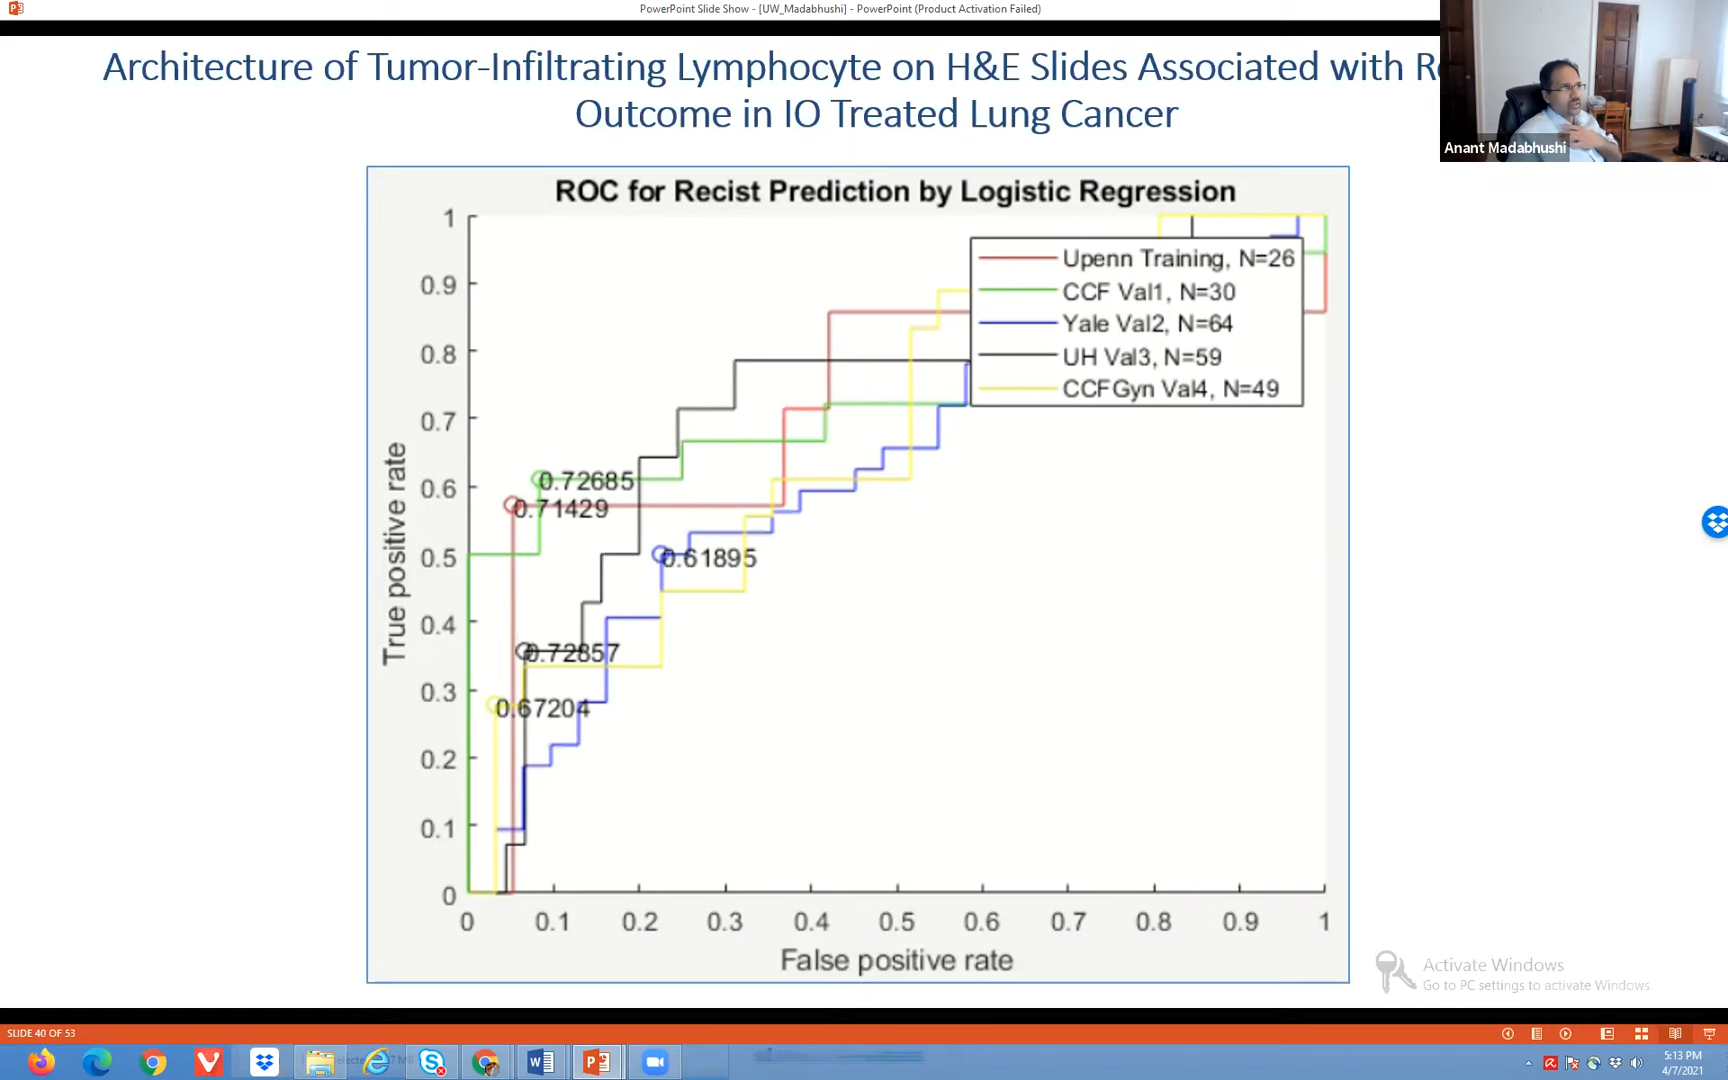 PowerPoint Slide Show - [UW_Madabhushi] - PowerPoint (Product Activation Failed)
Architecture of Tumor-Infiltrating Lymphocyte on H&E Slides Associated with
Outcome in IO Treated Lung Cancer
Anant Madabhushi
ROC for Recist Prediction by Logistic Regression
Upenn Training, N=26
CCF Val1, N=30
Yale Val2, N=64
UH Val3, N=59
CCFGyn Val4, N=49
True positive rate
1
0.9
0.8
0.7
0.6
0.5
0.4
0.3
0.2
0.1
0
0.72685
0.71429
0.61895
0.72857
0.67204
0 0.1 0.2 0.3 0.4 0.5 0.6 0.7 0.8 0.9 1
False positive rate
Activate Windows
Go to PC settings to activate Windows.
SLIDE 40 OF 53
5:13 PM
4/7/2021